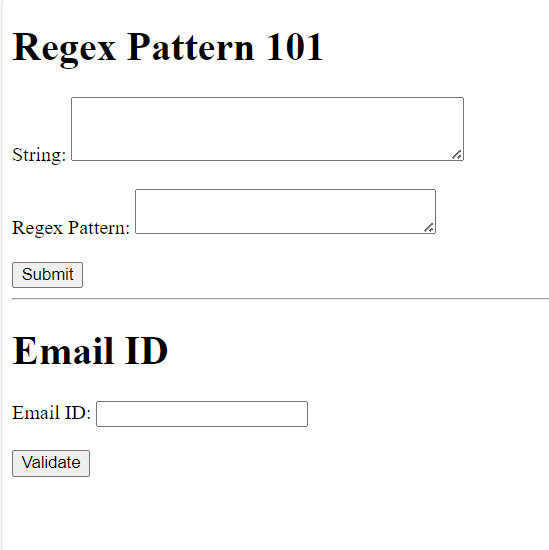 Regex Pattern 101
String:
Regex Pattern:
Submit
Email ID
Email ID:
Validate